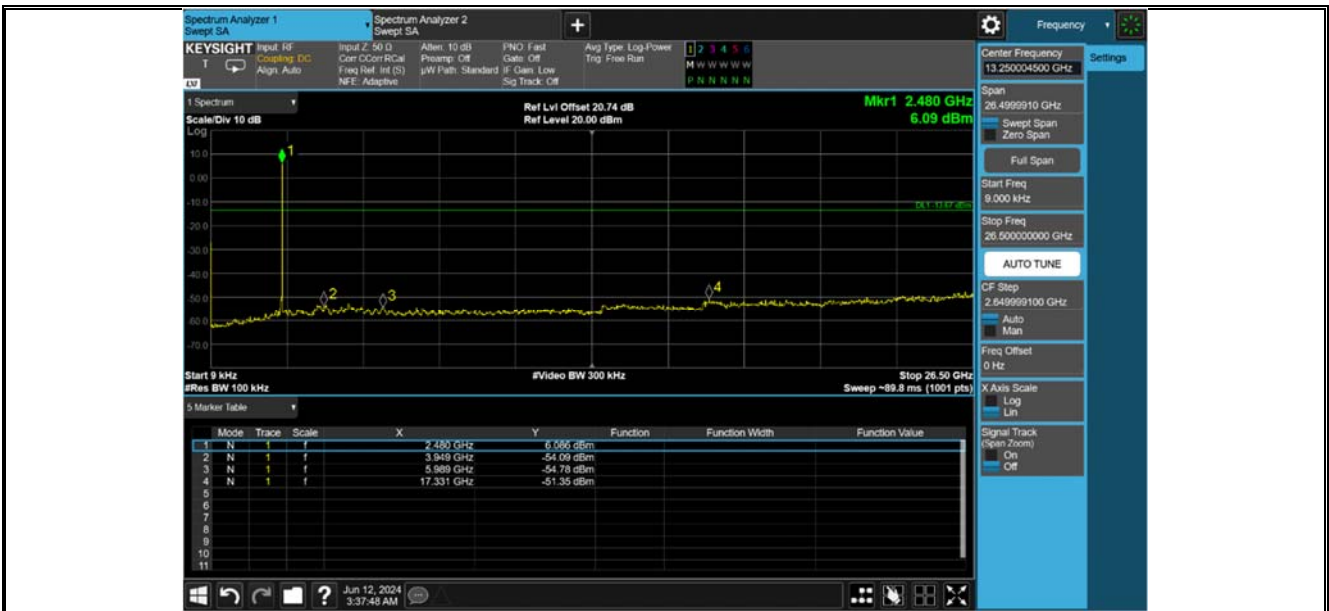 Spectrum Analyzer 1
Swept SA
Spectrum Analyzer 2
Swept SA
+
Frequency
KEYSIGHT
T
Input: RF
Coupling: DC
Align: Auto
Input Z: 50 Ω
Corr CCorr RCal
Freq Ref: Int (S)
NFE: Adaptive
Atten: 10 dB
Preamp: Off
µW Path: Standard
PNO: Fast
Gate: Off
IF Gain: Low
Sig Track: Off
Avg Type: Log-Power
Trig: Free Run
1 2 3 4 5 6
M W W W W W
P N N N N N
1 Spectrum
Scale/Div 10 dB
Log
Ref Lvl Offset 20.74 dB
Ref Level 20.00 dBm
Mkr1 2.480 GHz
6.09 dBm
10.0
0.00
-10.0
-20.0
-30.0
-40.0
-50.0
-60.0
-70.0
1
2
3
4
DL1 -13.67 dBm
Start 9 kHz
#Res BW 100 kHz
#Video BW 300 kHz
Stop 26.50 GHz
Sweep ~89.8 ms (1001 pts)
5 Marker Table
Mode Trace Scale X Y Function Function Width Function Value
1 N 1 f 2.480 GHz 6.086 dBm
2 N 1 f 3.949 GHz -54.09 dBm
3 N 1 f 5.989 GHz -54.78 dBm
4 N 1 f 17.331 GHz -51.35 dBm
5
6
7
8
9
10
11
Center Frequency
13.250004500 GHz
Settings
Span
26.4999910 GHz
Swept Span
Zero Span
Full Span
Start Freq
9.000 kHz
Stop Freq
26.500000000 GHz
AUTO TUNE
CF Step
2.649999100 GHz
Auto
Man
Freq Offset
0 Hz
X Axis Scale
Log
Lin
Signal Track
(Span Zoom)
On
Off
?
Jun 12, 2024
3:37:48 AM